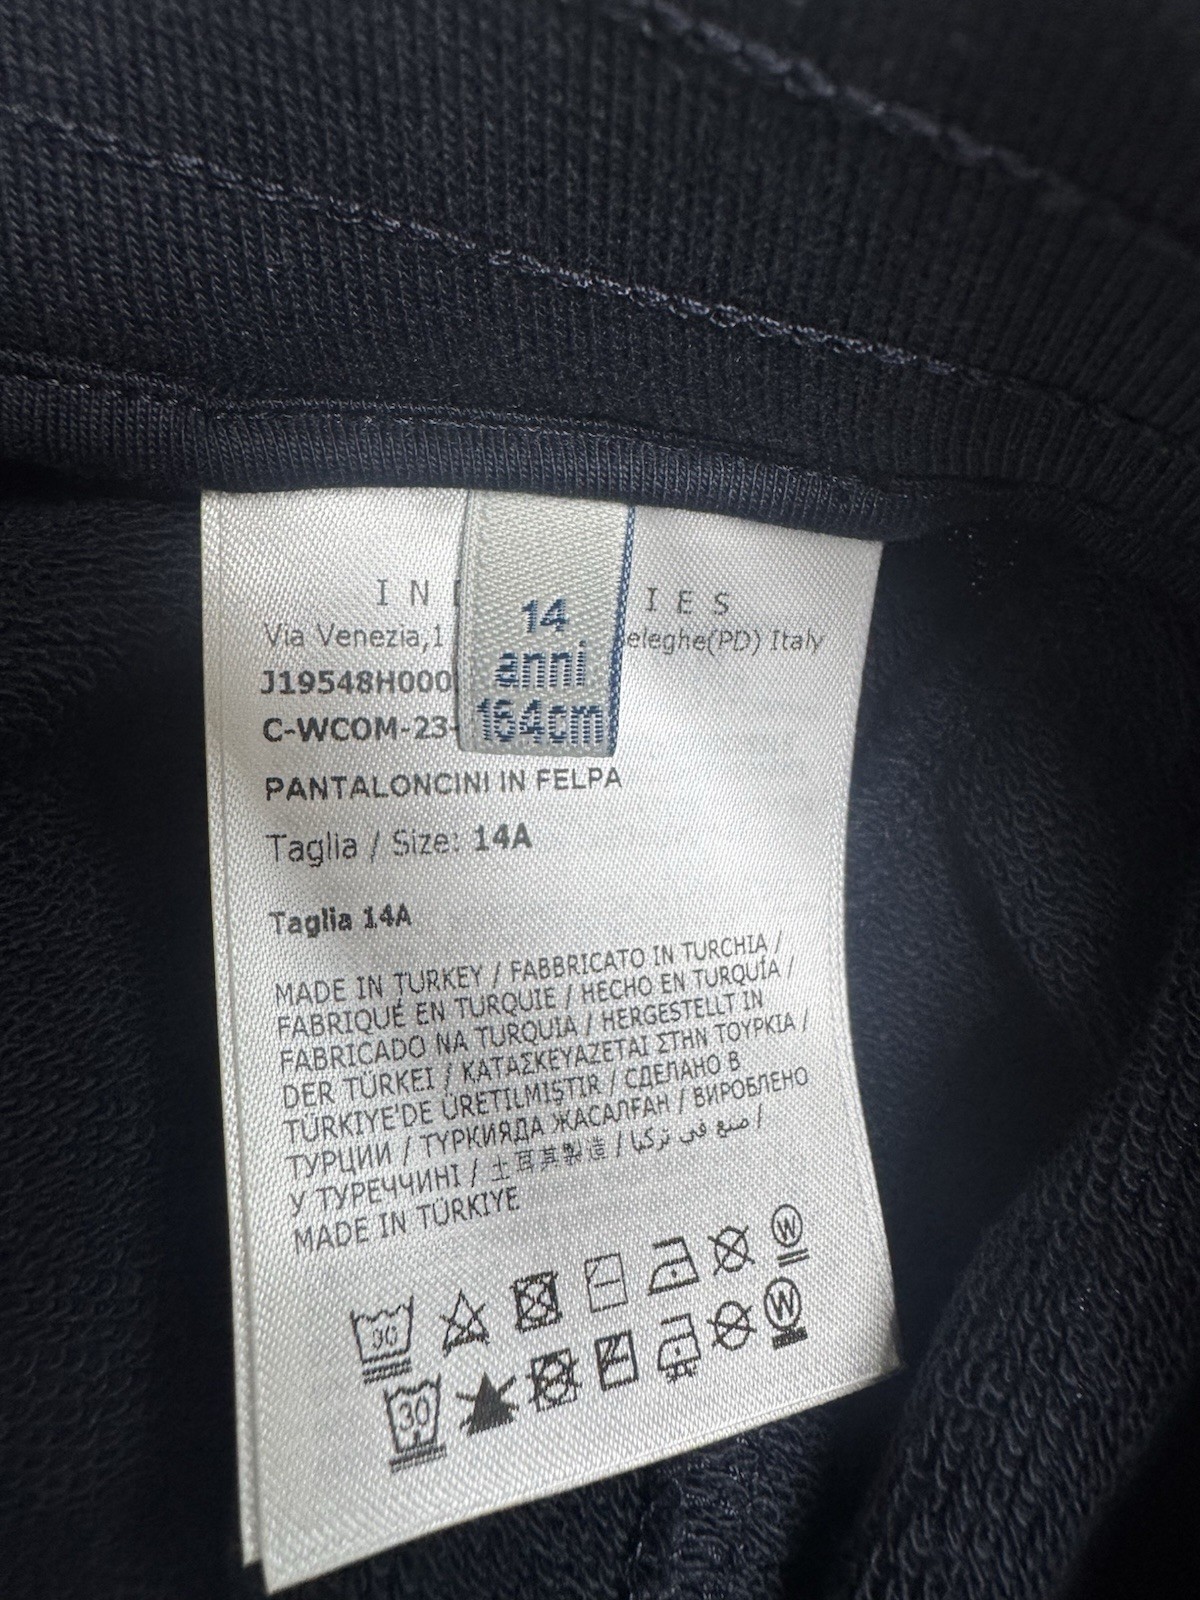 14
anni
164cm
I N IES
Via Venezia,1 eleghe(PD) Italy
J19548H000
C-WCOM-23-
PANTALONCINI IN FELPA
Taglia / Size: 14A
Taglia 14A
MADE IN TURKEY / FABBRICATO IN TURCHIA /
FABRIQUÉ EN TURQUIE / HECHO EN TURQUÍA /
FABRICADO NA TURQUIA / HERGESTELLT IN
DER TÜRKEI / ΚΑΤΑΣΚΕΥΑΖΕΤΑΙ ΣΤΗΝ ΤΟΥΡΚΙΑ /
TÜRKIYE'DE ÜRETILMIŞTIR / СДЕЛАНО В
ТУРЦИИ / ТУРКИЯДА ЖАСАЛҒАН / ВИРОБЛЕНО
У ТУРЕЧЧИНІ / 土耳其製造 / صنع في تركيا /
MADE IN TÜRKIYE
30 W
30 W